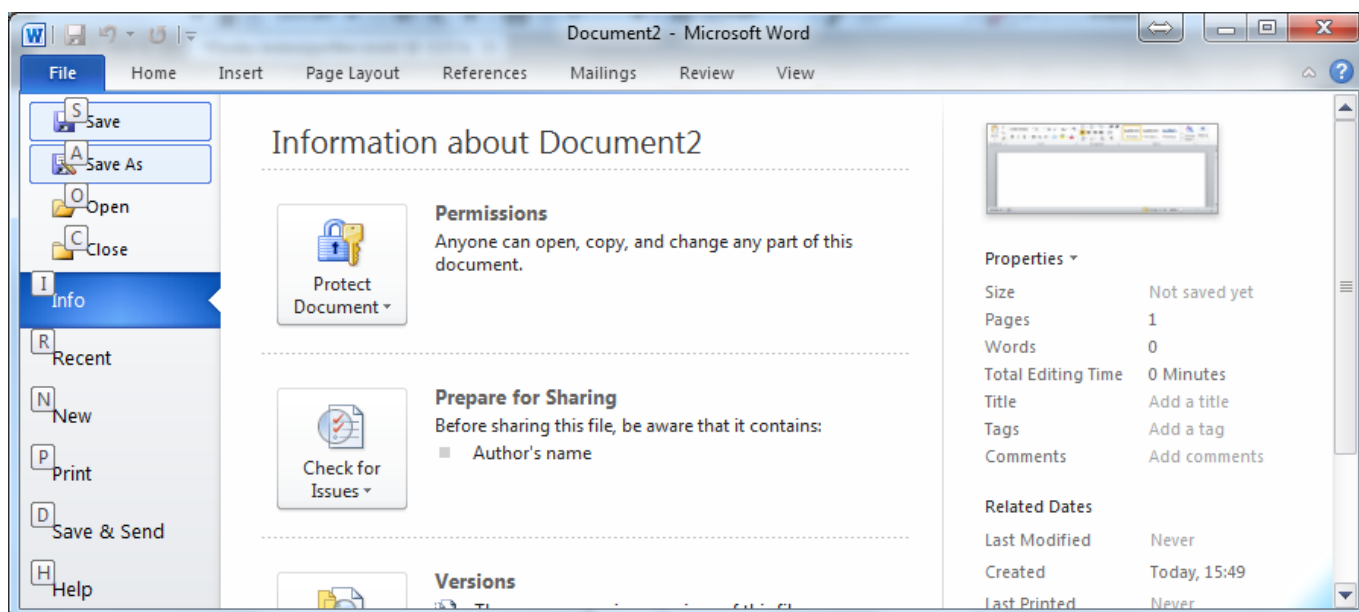 Document2 - Microsoft Word
File Home Insert Page Layout References Mailings Review View
S Save
A Save As
O Open
C Close
I Info
R Recent
N New
P Print
D Save & Send
H Help
Information about Document2
Protect
Document
Permissions
Anyone can open, copy, and change any part of this
document.
Check for
Issues
Prepare for Sharing
Before sharing this file, be aware that it contains:
Author's name
Versions
Properties
Size Not saved yet
Pages 1
Words 0
Total Editing Time 0 Minutes
Title Add a title
Tags Add a tag
Comments Add comments
Related Dates
Last Modified Never
Created Today, 15:49
Last Printed Never